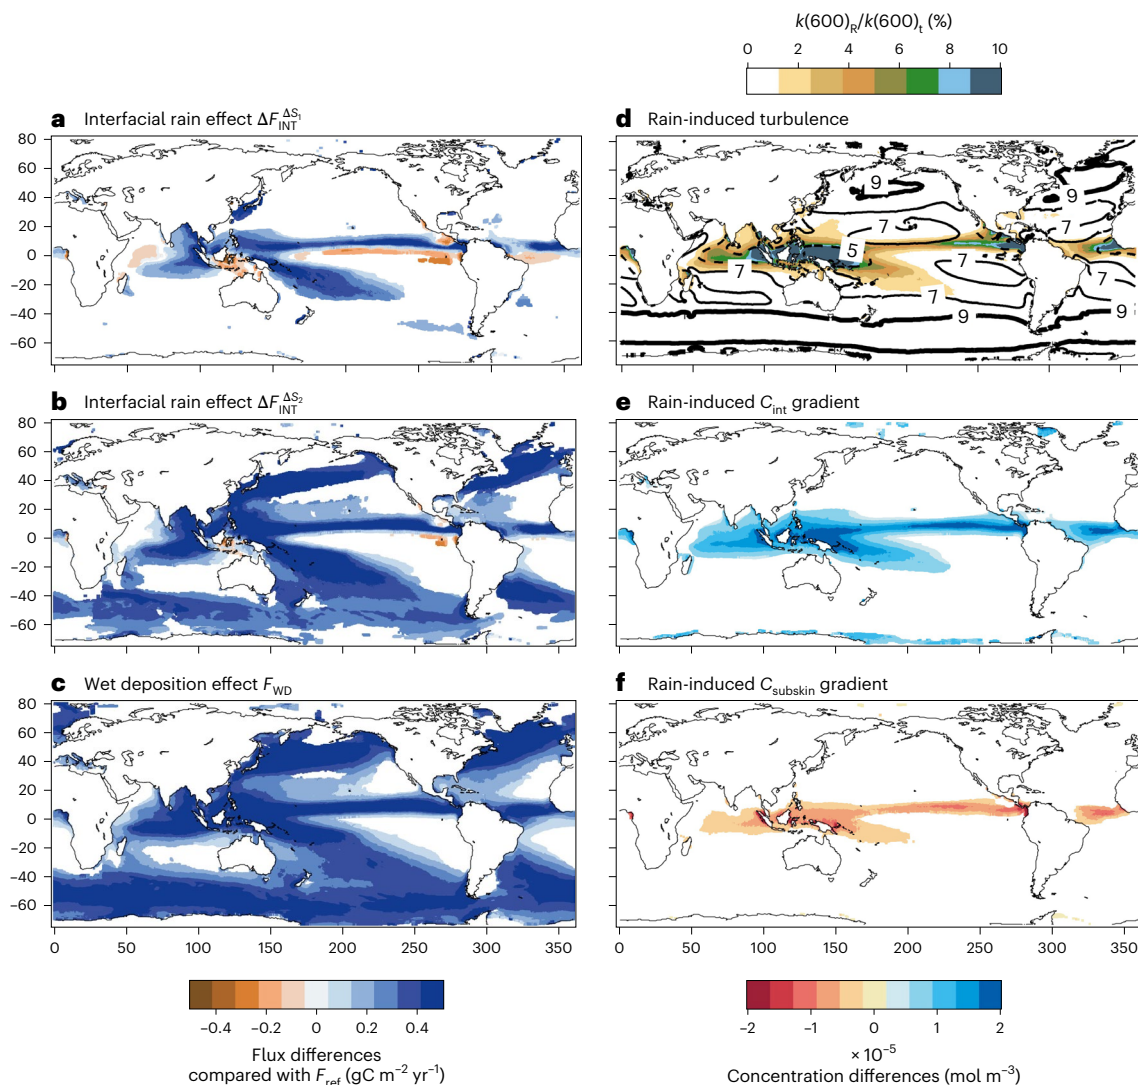 k(600)R/k(600)t (%)
0 2 4 6 8 10
a Interfacial rain effect ΔF_INT^ΔS₁
80
60
40
20
0
−20
−40
−60
d Rain-induced turbulence
9
9
7
7
5
7
7
7
7
9
9
b Interfacial rain effect ΔF_INT^ΔS₂
80
60
40
20
0
−20
−40
−60
e Rain-induced C_int gradient
c Wet deposition effect F_WD
80
60
40
20
0
−20
−40
−60
0 50 100 150 200 250 300 350
f Rain-induced C_subskin gradient
0 50 100 150 200 250 300 350
−0.4 −0.2 0 0.2 0.4
Flux differences
compared with F_ref (gC m⁻² yr⁻¹)
−2 −1 0 1 2
× 10⁻⁵
Concentration differences (mol m⁻³)